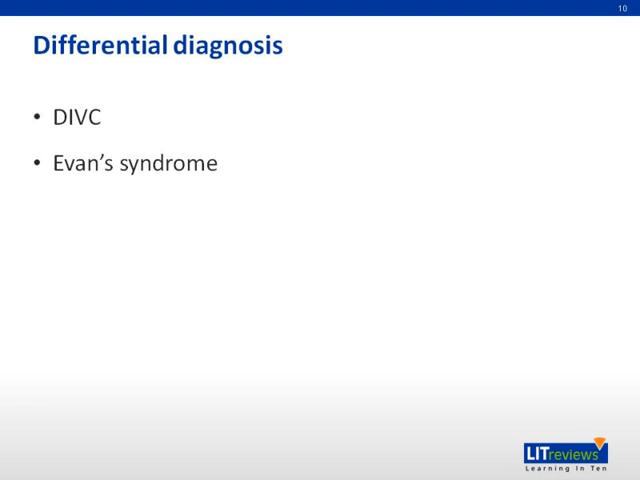 10
Differential diagnosis
• DIVC
• Evan's syndrome
LITreviews
Learning In Ten